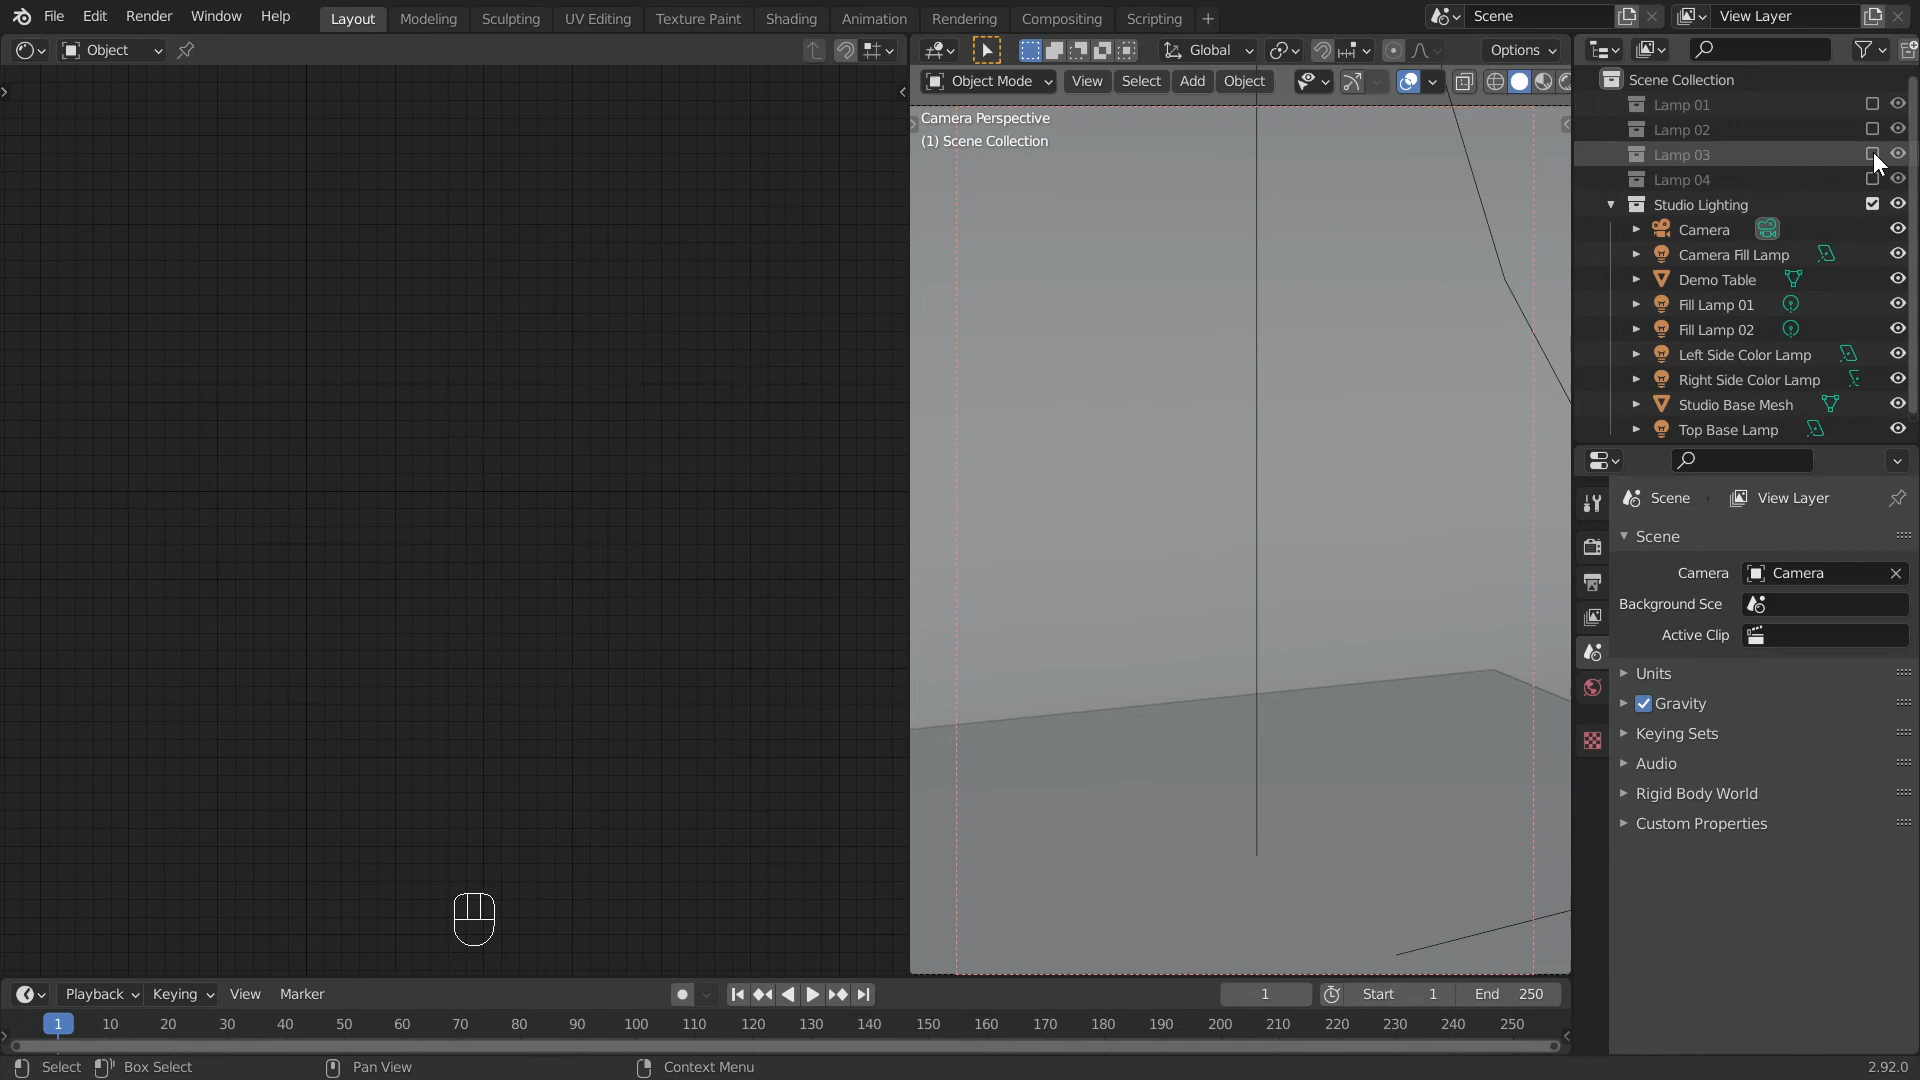 File Edit Render Window Help Layout Modeling Sculpting UV Editing Texture Paint Shading Animation Rendering Compositing Scripting + Scene View Layer
Object Global Options
Object Mode View Select Add Object
Camera Perspective
(1) Scene Collection
Scene Collection
Lamp 01
Lamp 02
Lamp 03
Lamp 04
Studio Lighting
Camera
Camera Fill Lamp
Demo Table
Fill Lamp 01
Fill Lamp 02
Left Side Color Lamp
Right Side Color Lamp
Studio Base Mesh
Top Base Lamp
Scene View Layer
Scene
Camera Camera
Background Sce
Active Clip
Units
Gravity
Keying Sets
Audio
Rigid Body World
Custom Properties
Playback Keying View Marker 1 Start 1 End 250
1 10 20 30 40 50 60 70 80 90 100 110 120 130 140 150 160 170 180 190 200 210 220 230 240 250
Select Box Select Pan View Context Menu 2.92.0